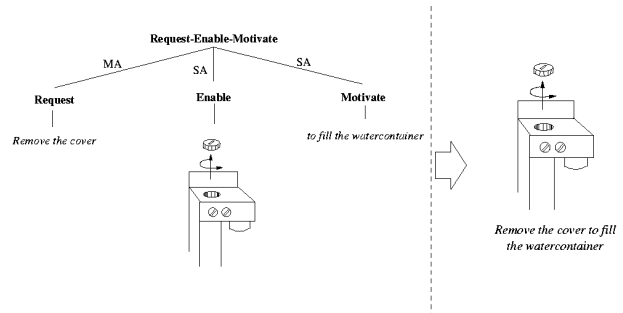 Request-Enable-Motivate
MA
SA
SA
Request
Enable
Motivate
Remove the cover
to fill the watercontainer
Remove the cover to fill
the watercontainer